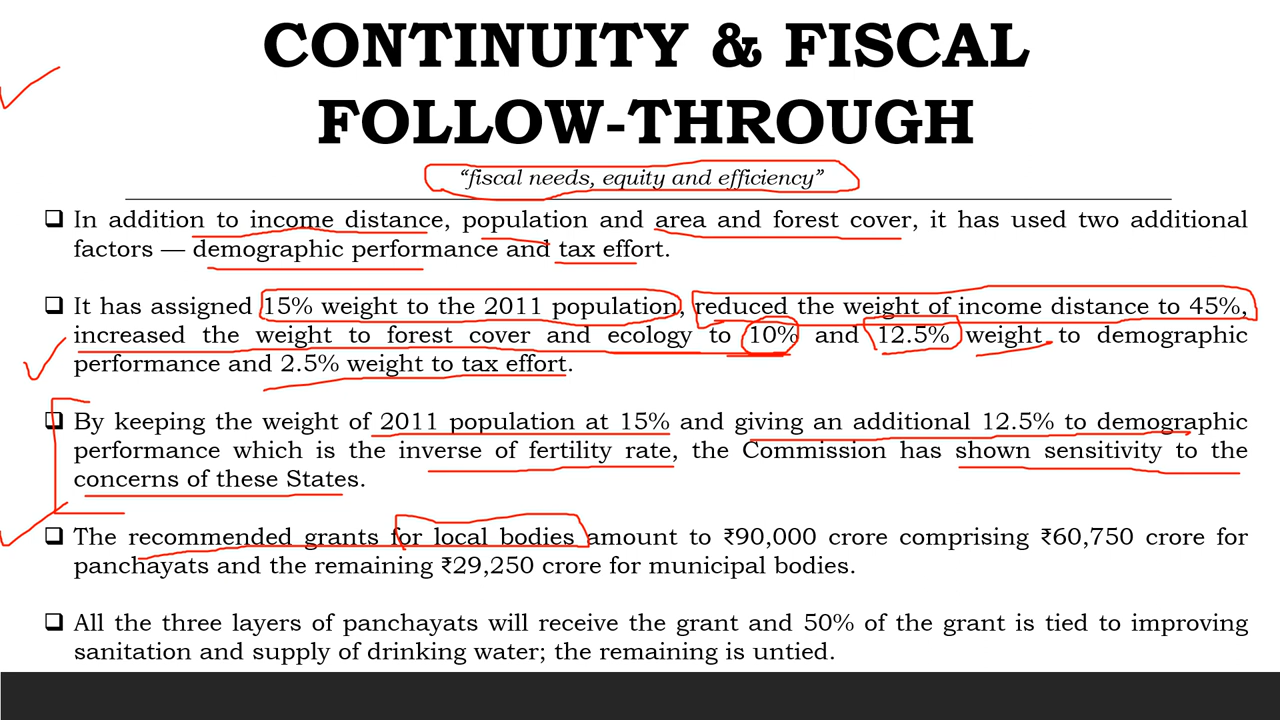 CONTINUITY & FISCAL
FOLLOW-THROUGH
“fiscal needs, equity and efficiency”
❑ In addition to income distance, population and area and forest cover, it has used two additional
factors — demographic performance and tax effort.
❑ It has assigned 15% weight to the 2011 population, reduced the weight of income distance to 45%,
increased the weight to forest cover and ecology to 10% and 12.5% weight to demographic
performance and 2.5% weight to tax effort.
❑ By keeping the weight of 2011 population at 15% and giving an additional 12.5% to demographic
performance which is the inverse of fertility rate, the Commission has shown sensitivity to the
concerns of these States.
❑ The recommended grants for local bodies amount to ₹90,000 crore comprising ₹60,750 crore for
panchayats and the remaining ₹29,250 crore for municipal bodies.
❑ All the three layers of panchayats will receive the grant and 50% of the grant is tied to improving
sanitation and supply of drinking water; the remaining is untied.